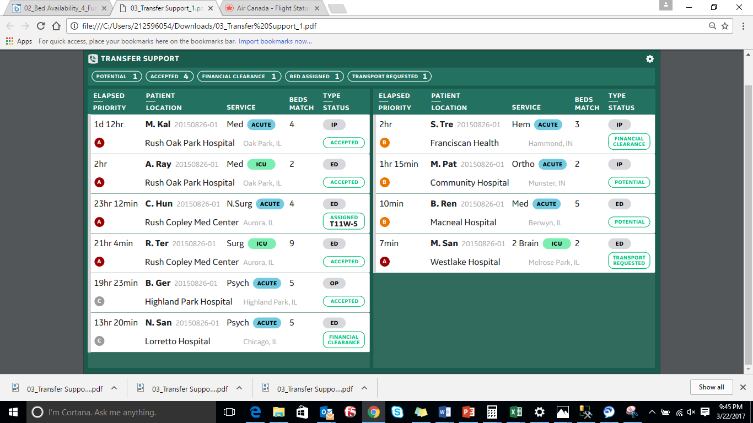 02_Bed Availability_4_Fun
03_Transfer Support_1.pd
Air Canada - Flight Statu
file:///C:/Users/212596054/Downloads/03_Transfer%20Support_1.pdf
Apps For quick access, place your bookmarks here on the bookmarks bar. Import bookmarks now...
TRANSFER SUPPORT
POTENTIAL 1 ACCEPTED 4 FINANCIAL CLEARANCE 1 BED ASSIGNED 1 TRANSPORT REQUESTED 1
ELAPSED PATIENT BEDS TYPE
PRIORITY LOCATION SERVICE MATCH STATUS
1d 12hr M. Kal 20150826-01 Med ACUTE 4 IP
A Rush Oak Park Hospital Oak Park, IL ACCEPTED
2hr A. Ray 20150826-01 Med ICU 2 ED
A Rush Oak Park Hospital Oak Park, IL ACCEPTED
23hr 12min C. Hun 20150826-01 N.Surg ACUTE 4 ED
A Rush Copley Med Center Aurora, IL ASSIGNED T11W-5
21hr 4min R. Ter 20150826-01 Surg ICU 9 ED
A Rush Copley Med Center Aurora, IL ACCEPTED
19hr 23min B. Ger 20150826-01 Psych ACUTE 5 OP
C Highland Park Hospital Highland Park, IL ACCEPTED
13hr 20min N. San 20150826-01 Psych ACUTE 5 ED
C Lorretto Hospital Chicago, IL FINANCIAL CLEARANCE
ELAPSED PATIENT BEDS TYPE
PRIORITY LOCATION SERVICE MATCH STATUS
2hr S. Tre 20150826-01 Hem ACUTE 3 IP
B Franciscan Health Hammond, IN FINANCIAL CLEARANCE
1hr 15min M. Pat 20150826-01 Ortho ACUTE 2 IP
B Community Hospital Munster, IN POTENTIAL
10min B. Ren 20150826-01 Med ACUTE 5 ED
B Macneal Hospital Berwyn, IL POTENTIAL
7min M. San 20150826-01 2 Brain ICU 2 ED
A Westlake Hospital Melrose Park, IL TRANSPORT REQUESTED
03_Transfer Suppo....pdf 03_Transfer Suppo....pdf 03_Transfer Suppo....pdf Show all
I'm Cortana. Ask me anything.
9:45 PM
3/22/2017